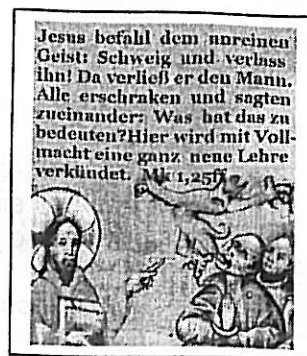 Jesus befahl dem unreinen
Geist: Schweig und verlass
ihn! Da verließ er den Mann.
Alle erschraken und sagten
zueinander: Was hat das zu
bedeuten?Hier wird mit Voll-
macht eine ganz neue Lehre
verkündet. Mk 1,25ff